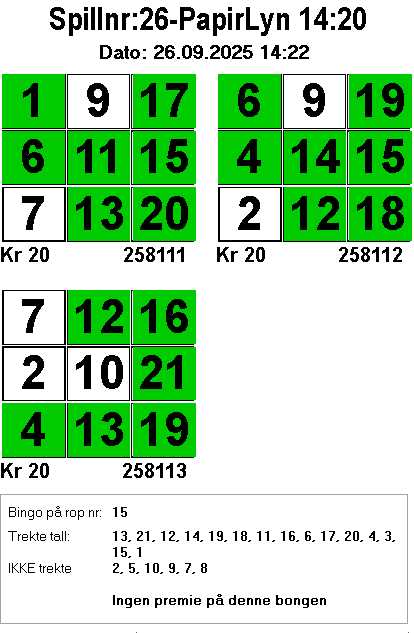 Spillnr:26-PapirLyn 14:20
Dato: 26.09.2025 14:22
1 9 17
6 11 15
7 13 20
Kr 20 258111
6 9 19
4 14 15
2 12 18
Kr 20 258112
7 12 16
2 10 21
4 13 19
Kr 20 258113
Bingo på rop nr: 15
Trekte tall: 13, 21, 12, 14, 19, 18, 11, 16, 6, 17, 20, 4, 3,
15, 1
IKKE trekte 2, 5, 10, 9, 7, 8
Ingen premie på denne bongen